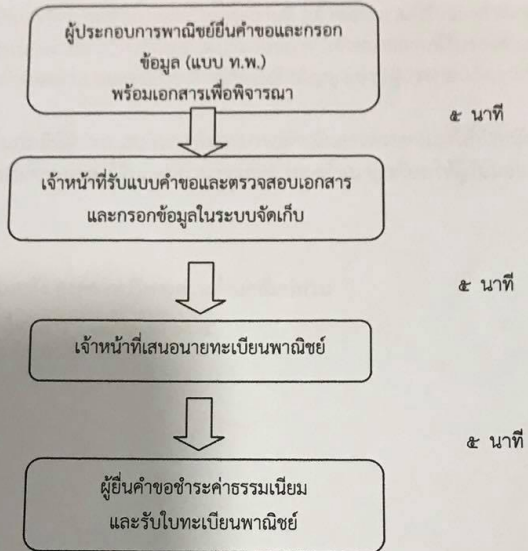 ผู้ประกอบการพาณิชย์ยื่นคำขอและกรอก
ข้อมูล (แบบ ท.พ.)
พร้อมเอกสารเพื่อพิจารณา
๕ นาที
เจ้าหน้าที่รับแบบคำขอและตรวจสอบเอกสาร
และกรอกข้อมูลในระบบจัดเก็บ
๕ นาที
เจ้าหน้าที่เสนอนายทะเบียนพาณิชย์
๕ นาที
ผู้ยื่นคำขอชำระค่าธรรมเนียม
และรับใบทะเบียนพาณิชย์